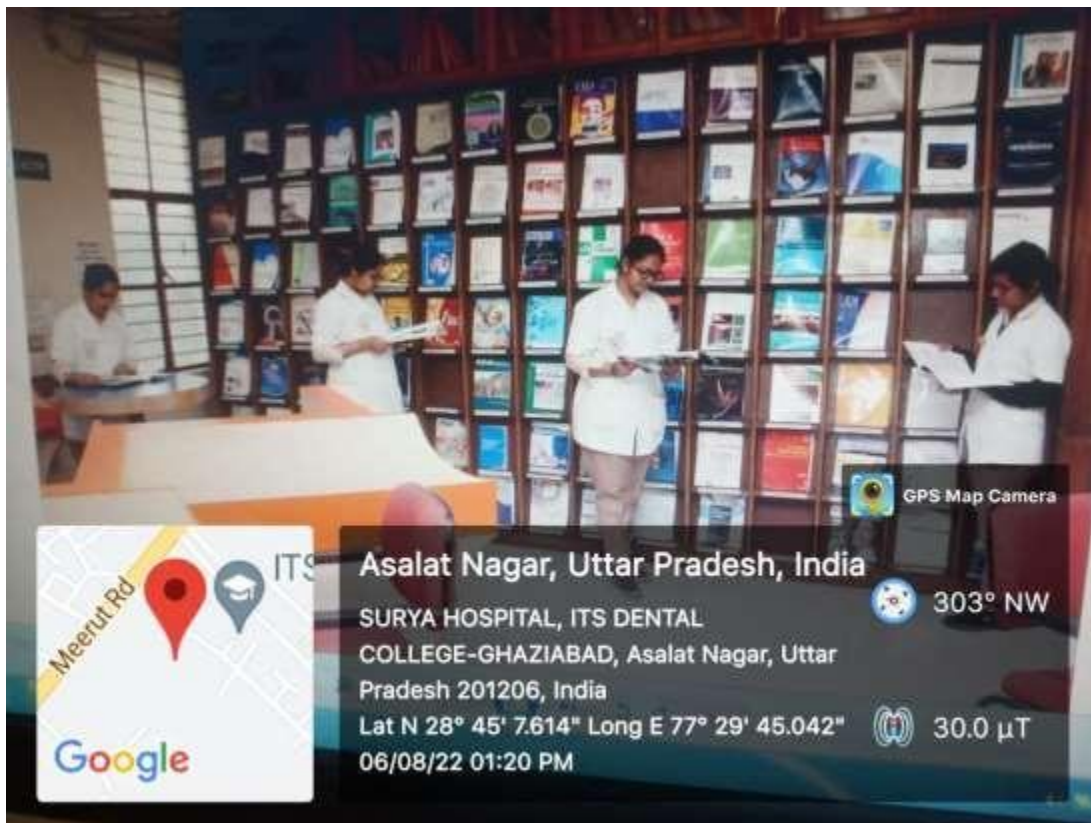 GPS Map Camera
Meerut Rd
ITS
Google
Asalat Nagar, Uttar Pradesh, India
SURYA HOSPITAL, ITS DENTAL
COLLEGE-GHAZIABAD, Asalat Nagar, Uttar
Pradesh 201206, India
Lat N 28° 45' 7.614" Long E 77° 29' 45.042"
06/08/22 01:20 PM
303° NW
30.0 µT